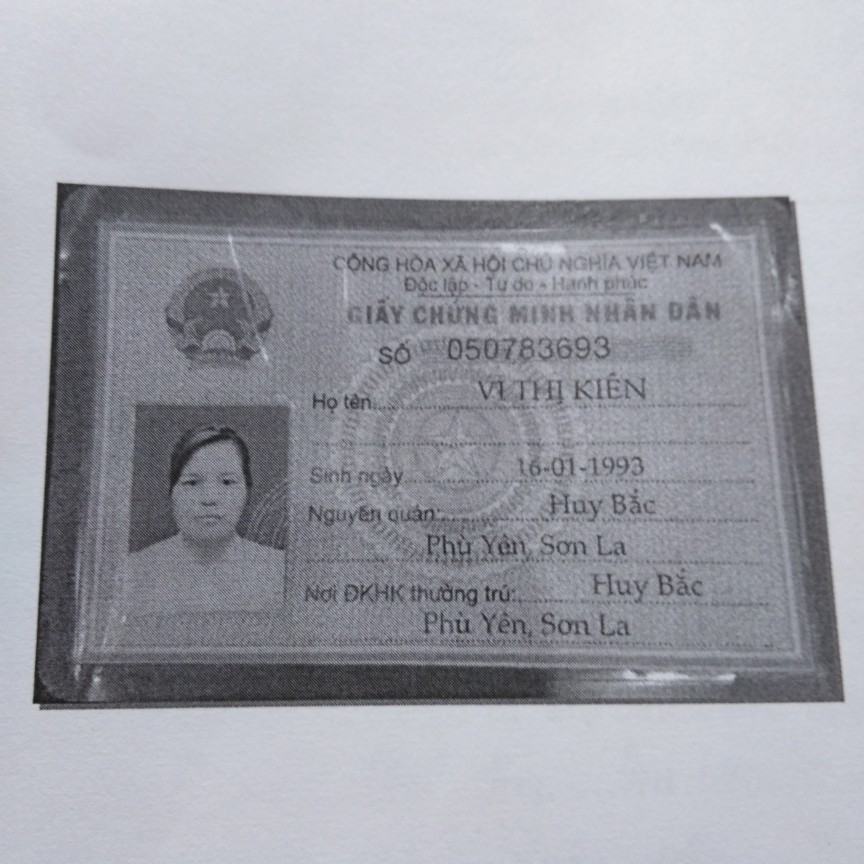 CỘNG HÒA XÃ HỘI CHỦ NGHĨA VIỆT NAM
Độc lập - Tự do - Hạnh phúc
GIẤY CHỨNG MINH NHÂN DÂN
SỐ 050783693
Họ tên VÌ THỊ KIÊN
Sinh ngày 16-01-1993
Nguyên quán: Huy Bắc
Phù Yên, Sơn La
Nơi ĐKHK thường trú: Huy Bắc
Phù Yên, Sơn La